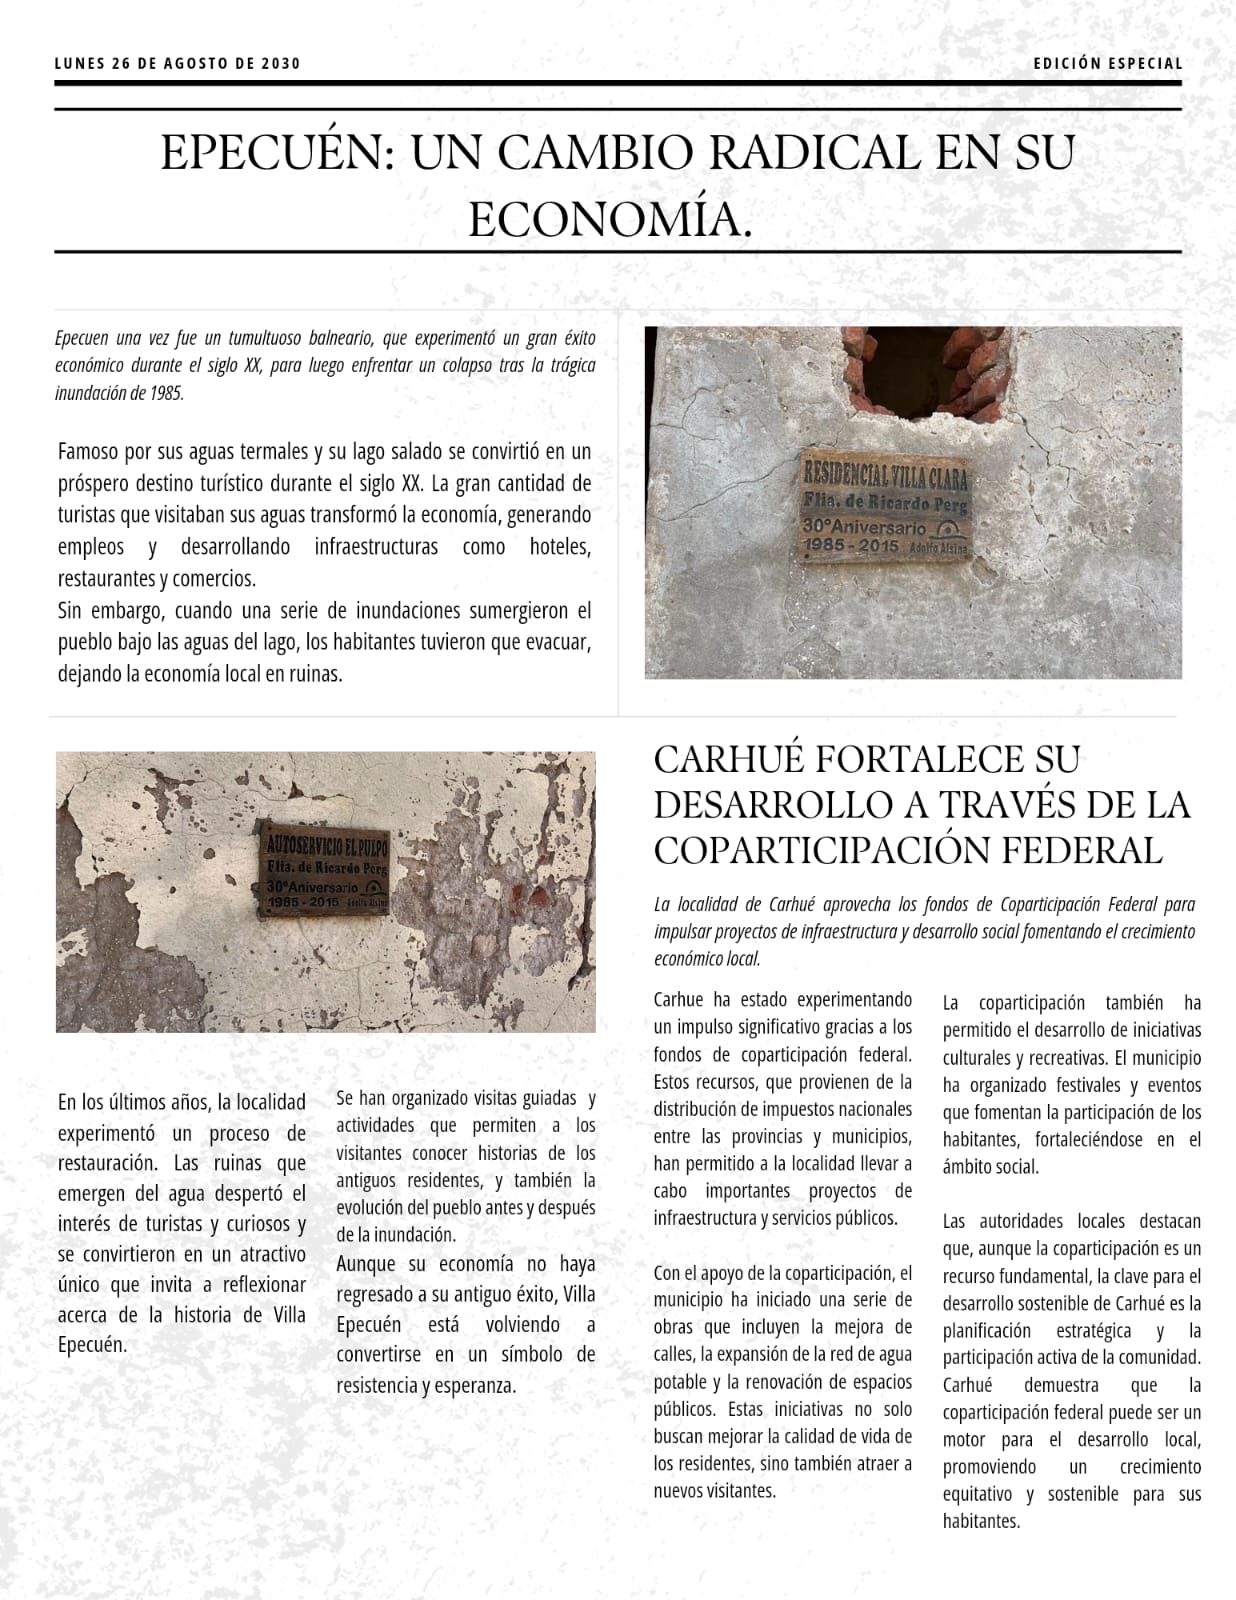 LUNES 26 DE AGOSTO DE 2030
EDICIÓN ESPECIAL
EPECUÉN: UN CAMBIO RADICAL EN SU
ECONOMÍA.
Epecuen una vez fue un tumultuoso balneario, que experimentó un gran éxito
económico durante el siglo XX, para luego enfrentar un colapso tras la trágica
inundación de 1985.
Famoso por sus aguas termales y su lago salado se convirtió en un
próspero destino turístico durante el siglo XX. La gran cantidad de
turistas que visitaban sus aguas transformó la economía, generando
empleos y desarrollando infraestructuras como hoteles,
restaurantes y comercios.
Sin embargo, cuando una serie de inundaciones sumergieron el
pueblo bajo las aguas del lago, los habitantes tuvieron que evacuar,
dejando la economía local en ruinas.
RESIDENCIAL VILLA CLARA
Flia. de Ricardo Perg
30°Aniversario
1985 - 2015 Adolfo Alsina
AUTOSERVICIO EL PULPO
Flia. de Ricardo Perg
30°Aniversario
1985 - 2015 Adolfo Alsina
En los últimos años, la localidad
experimentó un proceso de
restauración. Las ruinas que
emergen del agua despertó el
interés de turistas y curiosos y
se convirtieron en un atractivo
único que invita a reflexionar
acerca de la historia de Villa
Epecuén.
Se han organizado visitas guiadas y
actividades que permiten a los
visitantes conocer historias de los
antiguos residentes, y también la
evolución del pueblo antes y después
de la inundación.
Aunque su economía no haya
regresado a su antiguo éxito, Villa
Epecuén está volviendo a
convertirse en un símbolo de
resistencia y esperanza.
CARHUÉ FORTALECE SU
DESARROLLO A TRAVÉS DE LA
COPARTICIPACIÓN FEDERAL
La localidad de Carhué aprovecha los fondos de Coparticipación Federal para
impulsar proyectos de infraestructura y desarrollo social fomentando el crecimiento
económico local.
Carhue ha estado experimentando
un impulso significativo gracias a los
fondos de coparticipación federal.
Estos recursos, que provienen de la
distribución de impuestos nacionales
entre las provincias y municipios,
han permitido a la localidad llevar a
cabo importantes proyectos de
infraestructura y servicios públicos.
Con el apoyo de la coparticipación, el
municipio ha iniciado una serie de
obras que incluyen la mejora de
calles, la expansión de la red de agua
potable y la renovación de espacios
públicos. Estas iniciativas no solo
buscan mejorar la calidad de vida de
los residentes, sino también atraer a
nuevos visitantes.
La coparticipación también ha
permitido el desarrollo de iniciativas
culturales y recreativas. El municipio
ha organizado festivales y eventos
que fomentan la participación de los
habitantes, fortaleciéndose en el
ámbito social.
Las autoridades locales destacan
que, aunque la coparticipación es un
recurso fundamental, la clave para el
desarrollo sostenible de Carhué es la
planificación estratégica y la
participación activa de la comunidad.
Carhué demuestra que la
coparticipación federal puede ser un
motor para el desarrollo local,
promoviendo un crecimiento
equitativo y sostenible para sus
habitantes.